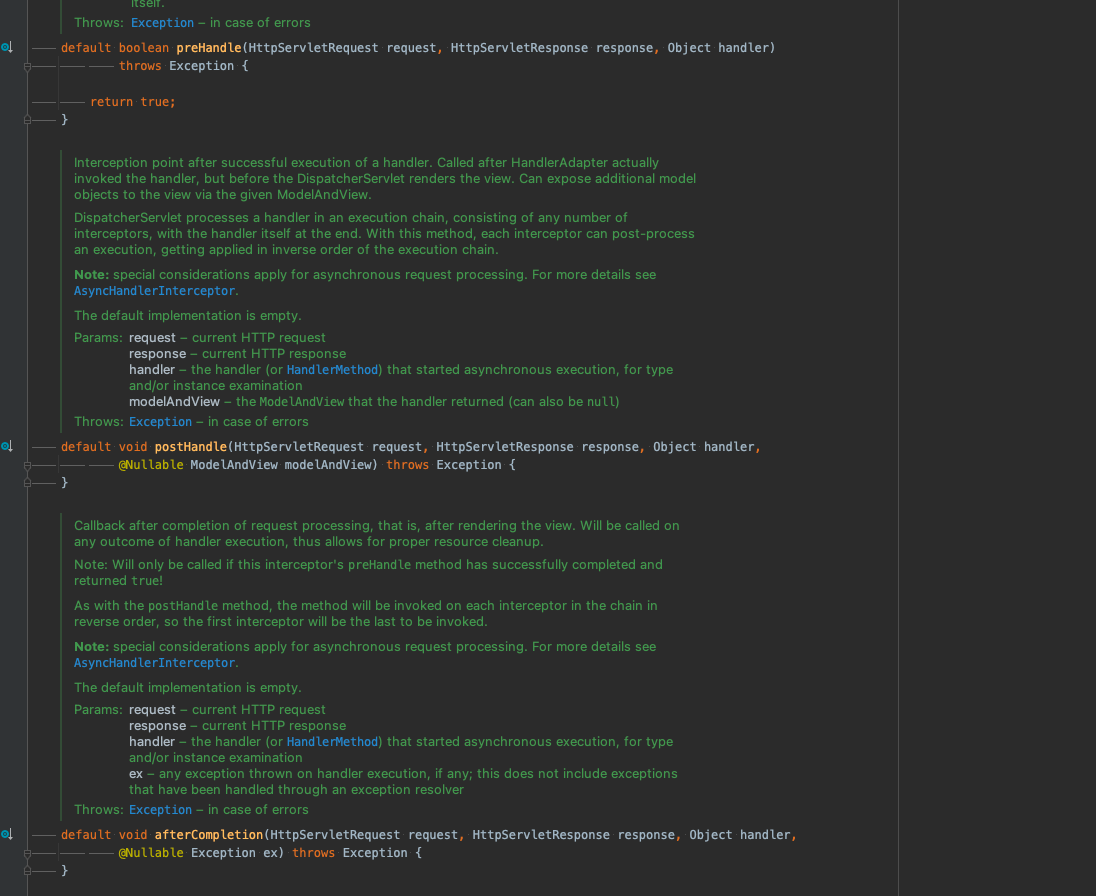 itself.
Throws: Exception – in case of errors
default boolean preHandle(HttpServletRequest request, HttpServletResponse response, Object handler)
throws Exception {
return true;
}
Interception point after successful execution of a handler. Called after HandlerAdapter actually
invoked the handler, but before the DispatcherServlet renders the view. Can expose additional model
objects to the view via the given ModelAndView.
DispatcherServlet processes a handler in an execution chain, consisting of any number of
interceptors, with the handler itself at the end. With this method, each interceptor can post-process
an execution, getting applied in inverse order of the execution chain.
Note: special considerations apply for asynchronous request processing. For more details see
AsyncHandlerInterceptor.
The default implementation is empty.
Params: request – current HTTP request
response – current HTTP response
handler – the handler (or HandlerMethod) that started asynchronous execution, for type
and/or instance examination
modelAndView – the ModelAndView that the handler returned (can also be null)
Throws: Exception – in case of errors
default void postHandle(HttpServletRequest request, HttpServletResponse response, Object handler,
@Nullable ModelAndView modelAndView) throws Exception {
}
Callback after completion of request processing, that is, after rendering the view. Will be called on
any outcome of handler execution, thus allows for proper resource cleanup.
Note: Will only be called if this interceptor's preHandle method has successfully completed and
returned true!
As with the postHandle method, the method will be invoked on each interceptor in the chain in
reverse order, so the first interceptor will be the last to be invoked.
Note: special considerations apply for asynchronous request processing. For more details see
AsyncHandlerInterceptor.
The default implementation is empty.
Params: request – current HTTP request
response – current HTTP response
handler – the handler (or HandlerMethod) that started asynchronous execution, for type
and/or instance examination
ex – any exception thrown on handler execution, if any; this does not include exceptions
that have been handled through an exception resolver
Throws: Exception – in case of errors
default void afterCompletion(HttpServletRequest request, HttpServletResponse response, Object handler,
@Nullable Exception ex) throws Exception {
}